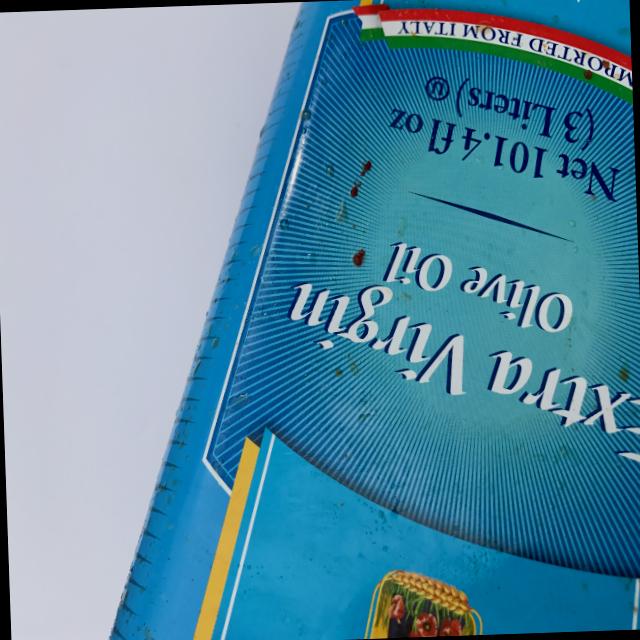 Extra Virgin
Olive Oil
Net 101.4 fl oz
(3 Liters) U
IMPORTED FROM ITALY